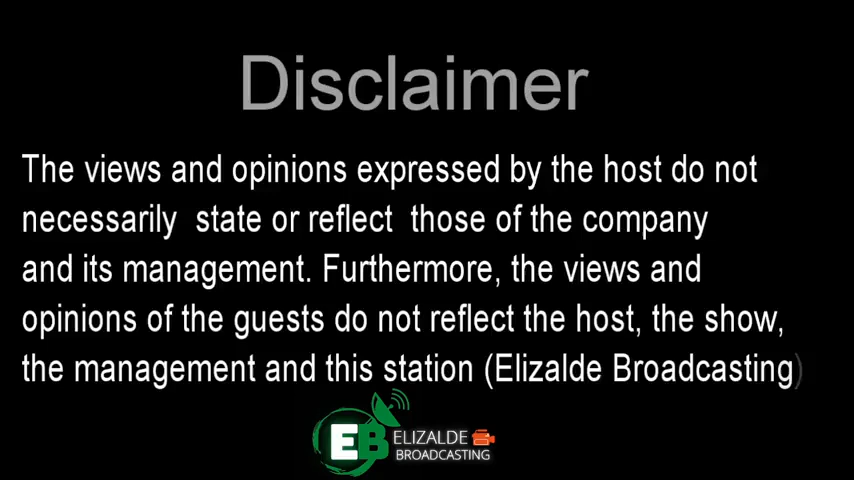 Disclaimer
The views and opinions expressed by the host do not
necessarily  state or reflect  those of the company
and its management. Furthermore, the views and
opinions of the guests do not reflect the host, the show,
the management and this station (Elizalde Broadcasting)
EB ELIZALDE
BROADCASTING